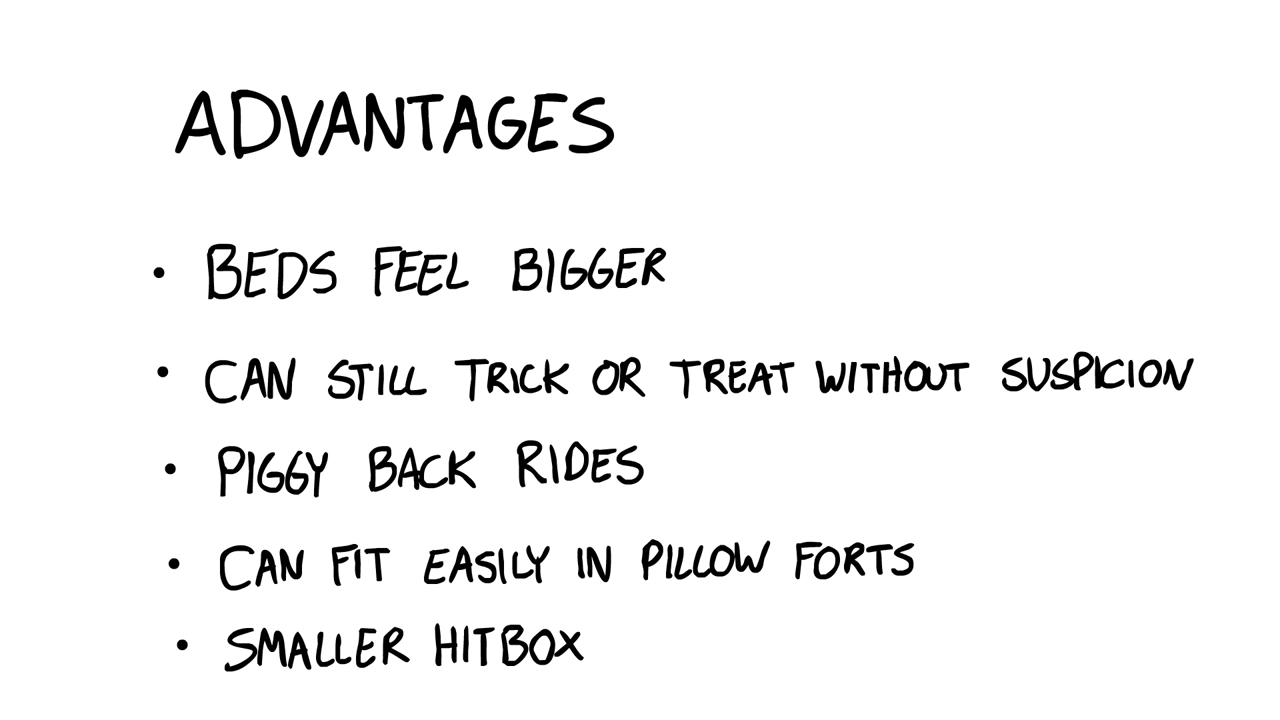 ADVANTAGES
• BEDS FEEL BIGGER
• CAN STILL TRICK OR TREAT WITHOUT SUSPICION
• PIGGY BACK RIDES
• CAN FIT EASILY IN PILLOW FORTS
• SMALLER HITBOX